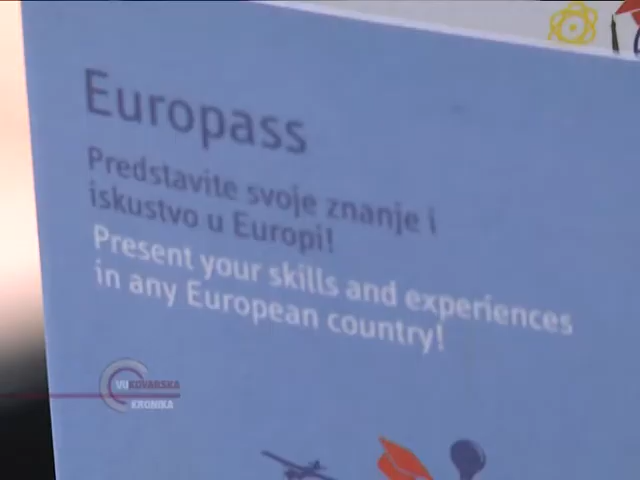 Europass
Predstavite svoje znanje i
iskustvo u Europi!
Present your skills and experiences
in any European country!
VUKOVARSKA
KRONIKA